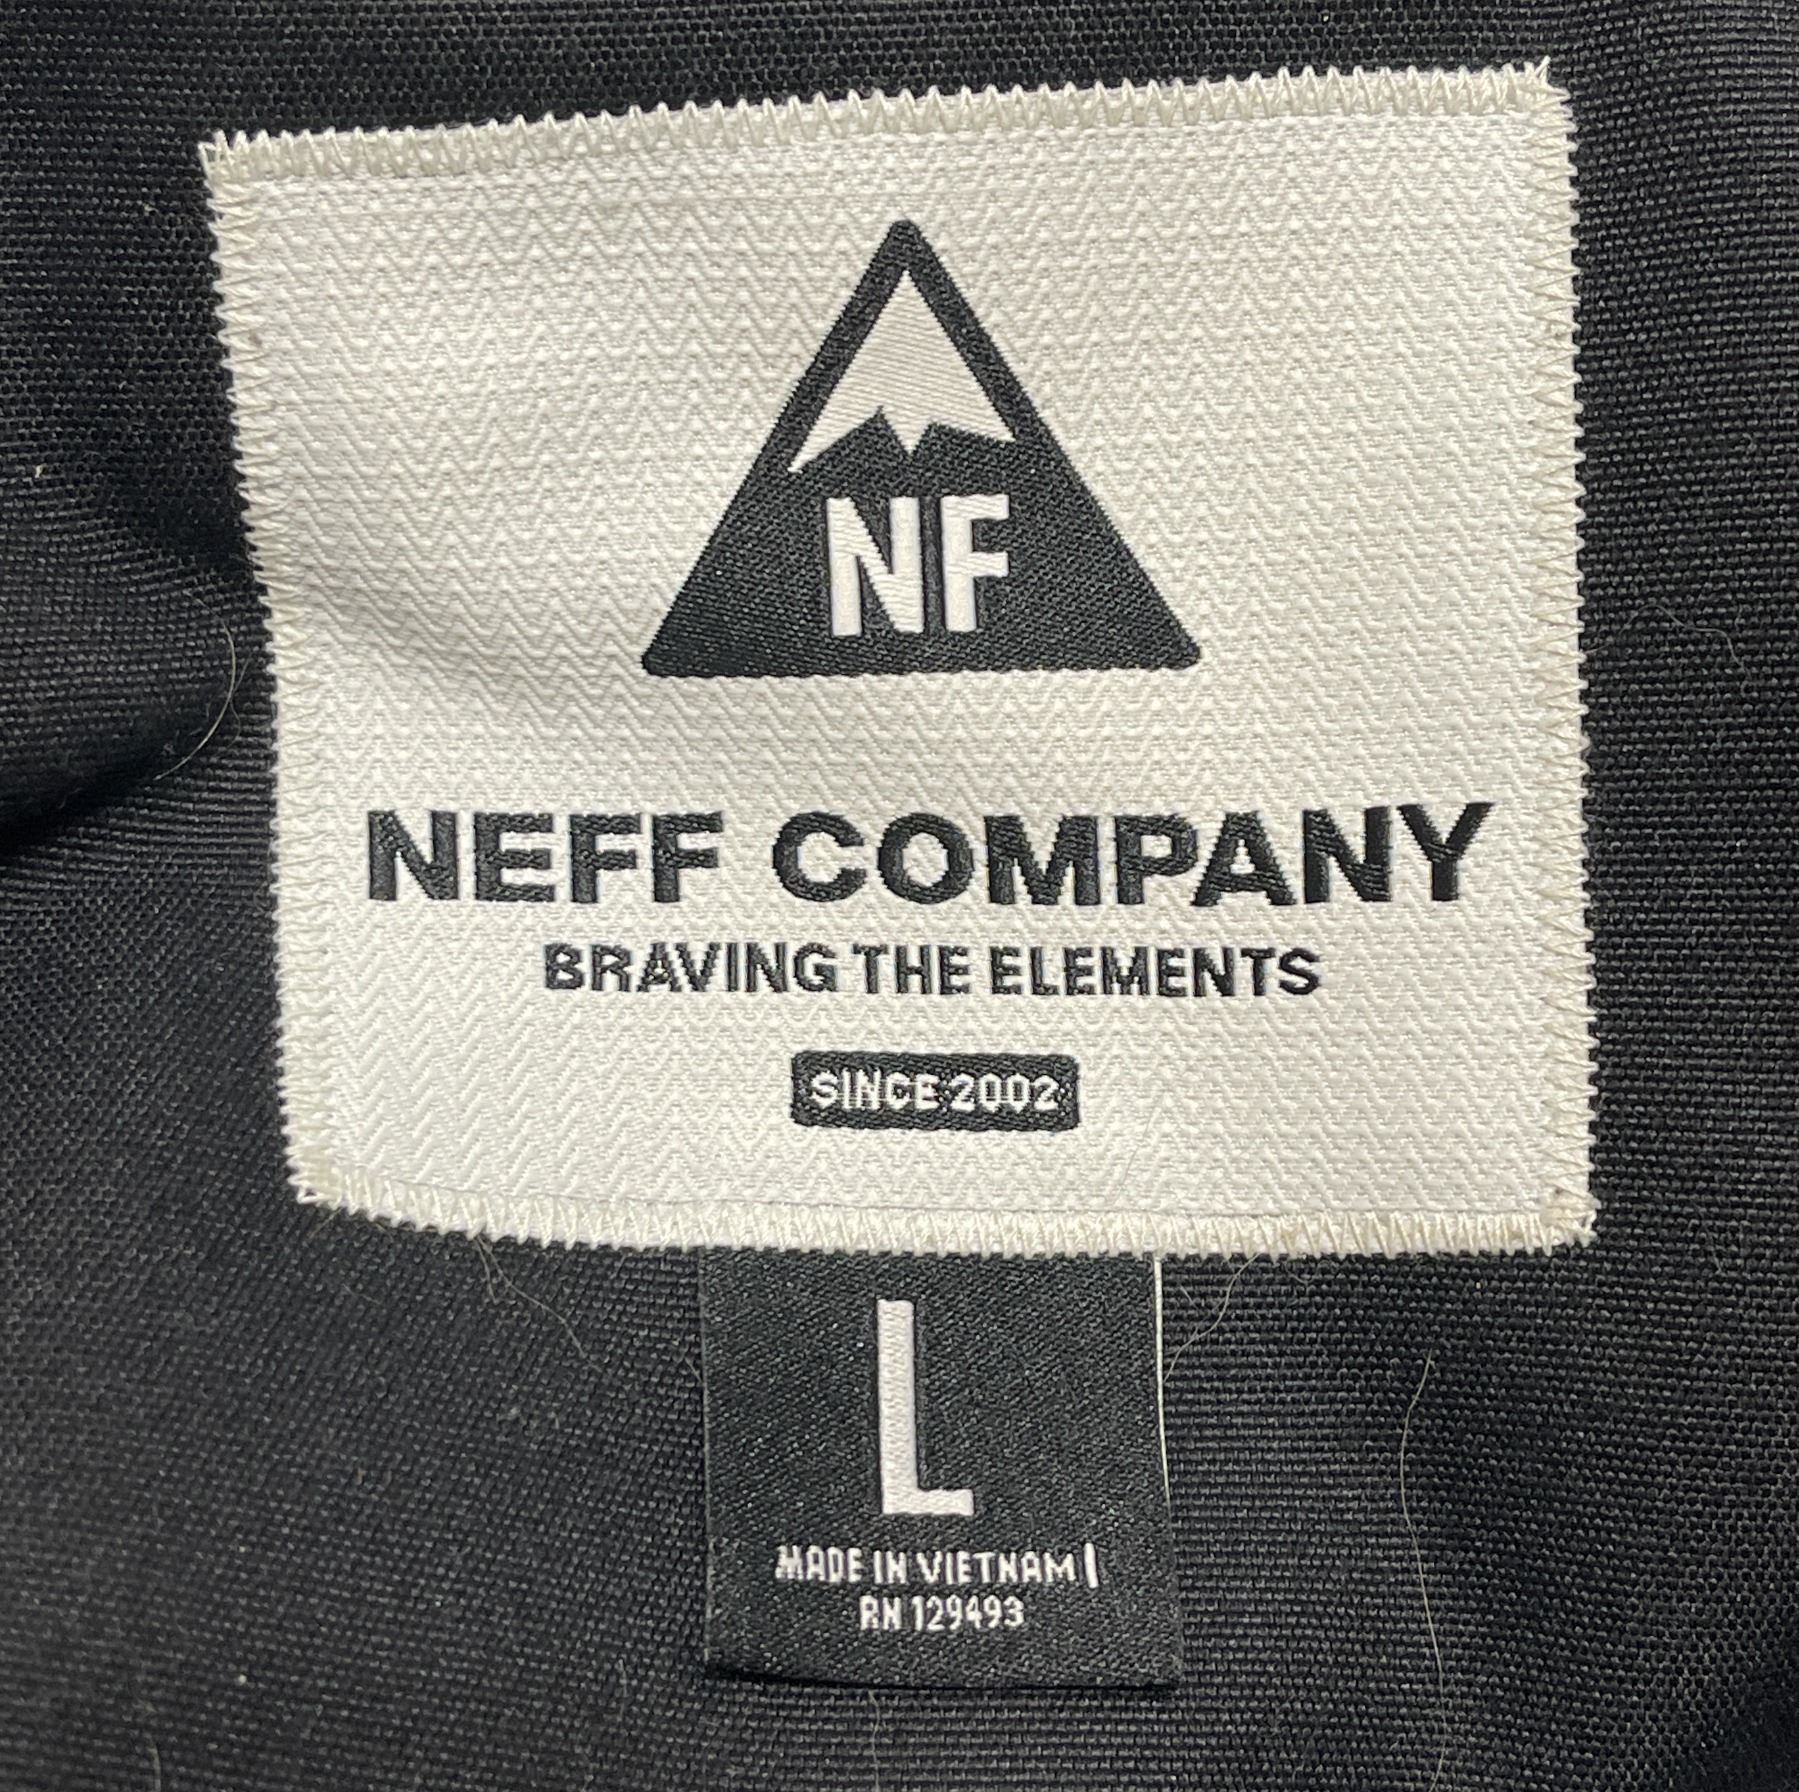 NF
NEFF COMPANY
BRAVING THE ELEMENTS
SINCE 2002
L
MADE IN VIETNAM |
RN 129493